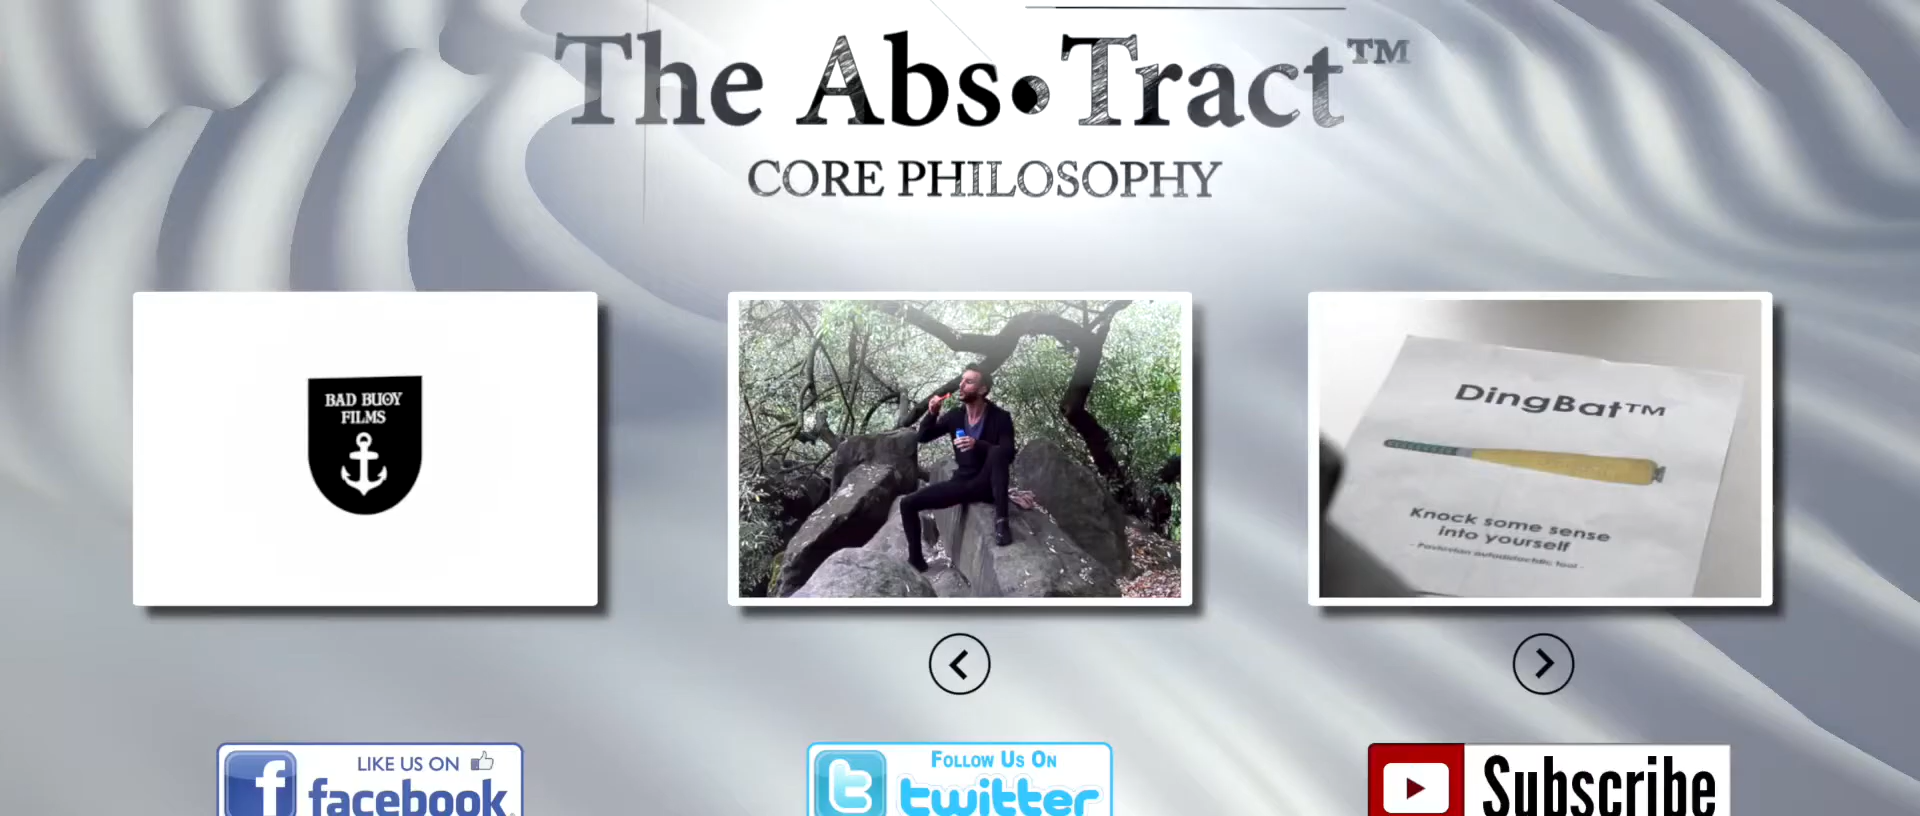 The Abs•Tract™
CORE PHILOSOPHY
BAD BUOY
FILMS
DingBat™
Knock some sense
into yourself
LIKE US ON
facebook
FOLLOW US ON
twitter
Subscribe